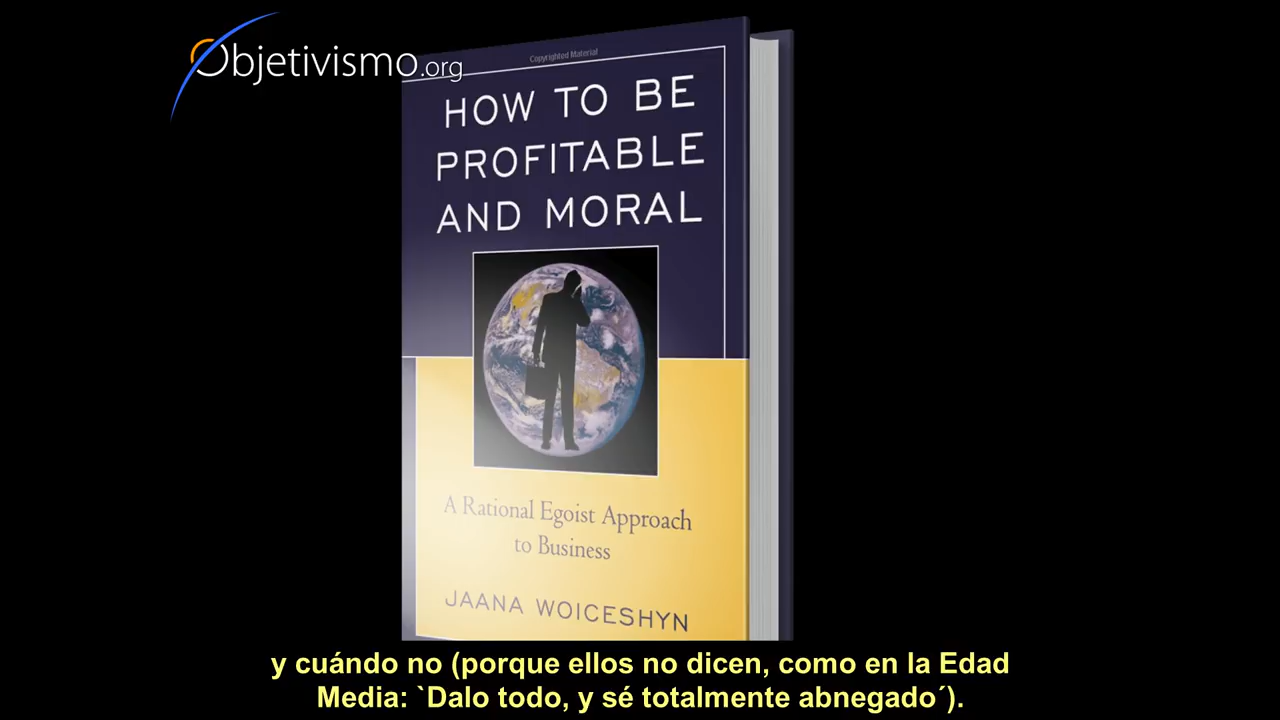 Objetivismo.org
Copyrighted Material
HOW TO BE
PROFITABLE
AND MORAL
A Rational Egoist Approach
to Business
JAANA WOICESHYN
y cuándo no (porque ellos no dicen, como en la Edad
Media: `Dalo todo, y sé totalmente abnegado´).